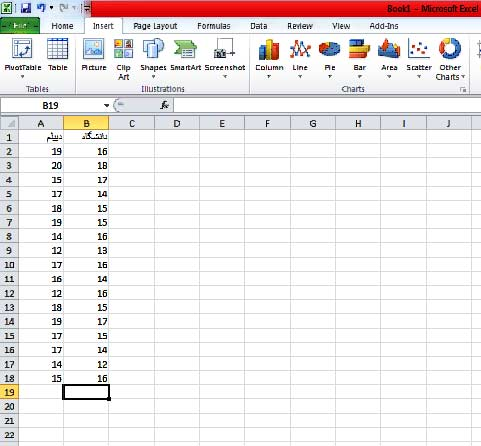 Book1 - Microsoft Excel
File Home Insert Page Layout Formulas Data Review View Add-Ins
PivotTable Table Picture Clip Art Shapes SmartArt Screenshot Column Line Pie Bar Area Scatter Other Charts
Tables Illustrations Charts
B19 fx
A B C D E F G H I J
1 دیپلم دانشگاه
2 19 16
3 20 18
4 15 17
5 17 14
6 18 15
7 19 15
8 14 16
9 12 13
10 17 16
11 16 14
12 12 16
13 18 15
14 19 17
15 17 15
16 17 14
17 14 12
18 15 16
19
20
21
22